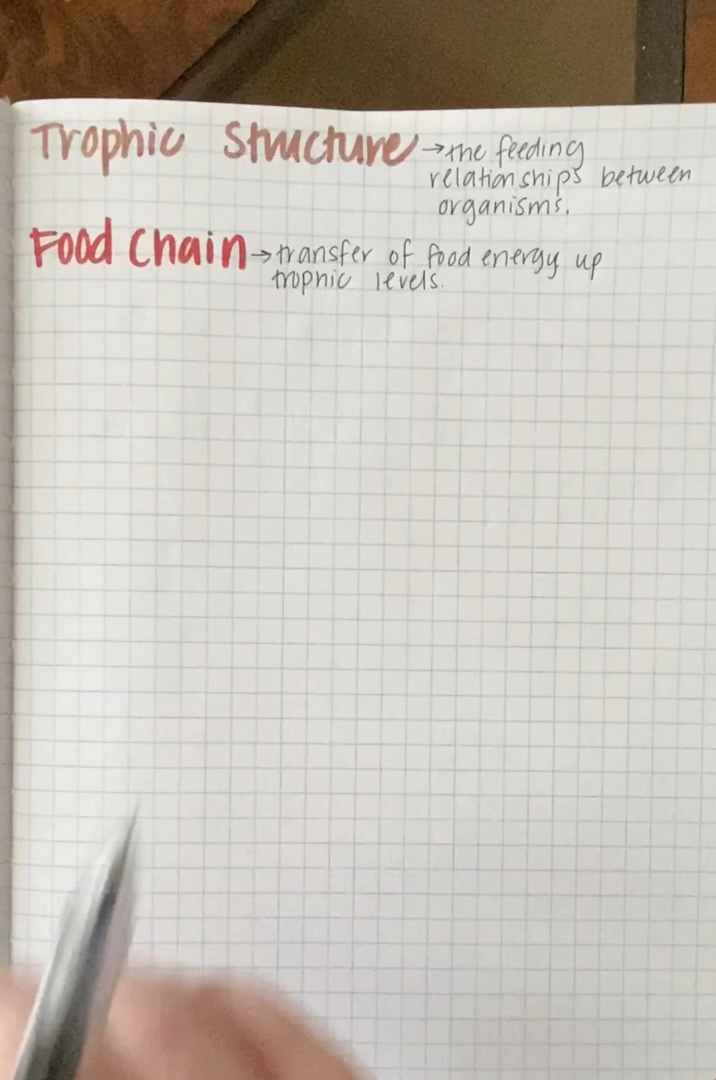 Trophic Structure → the feeding
relationships between
organisms.
Food Chain → transfer of food energy up
trophic levels.